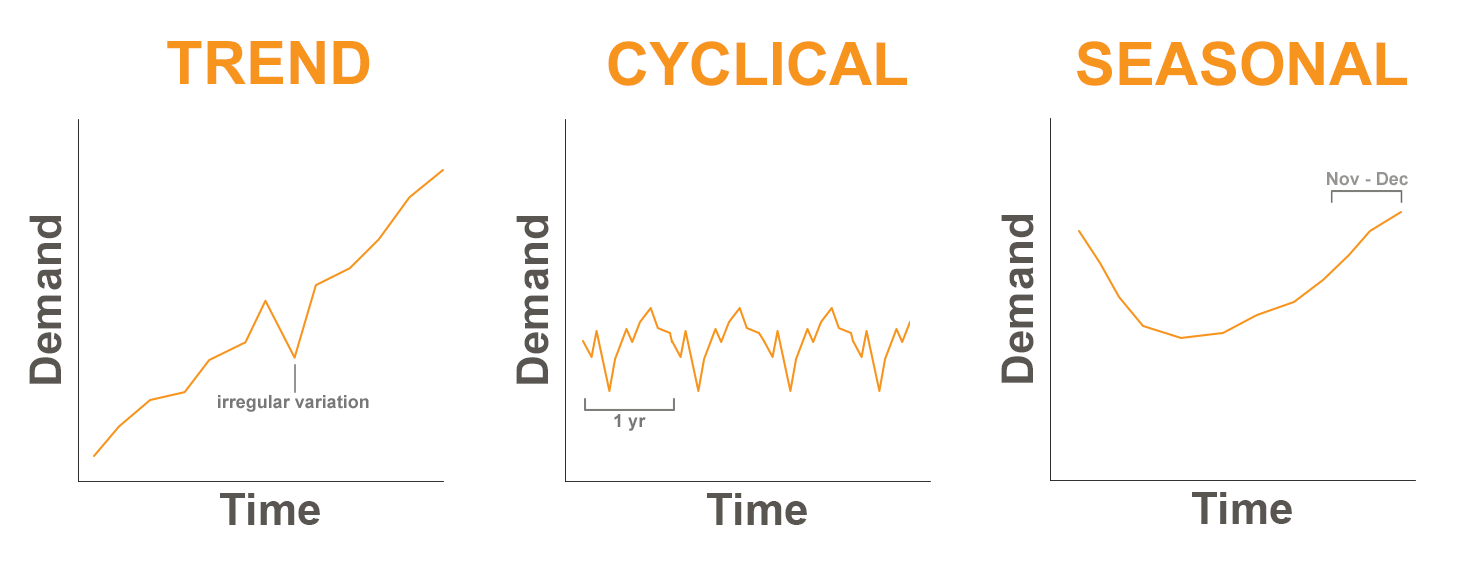 TREND
Demand
irregular variation
Time
CYCLICAL
Demand
1 yr
Time
SEASONAL
Demand
Nov - Dec
Time